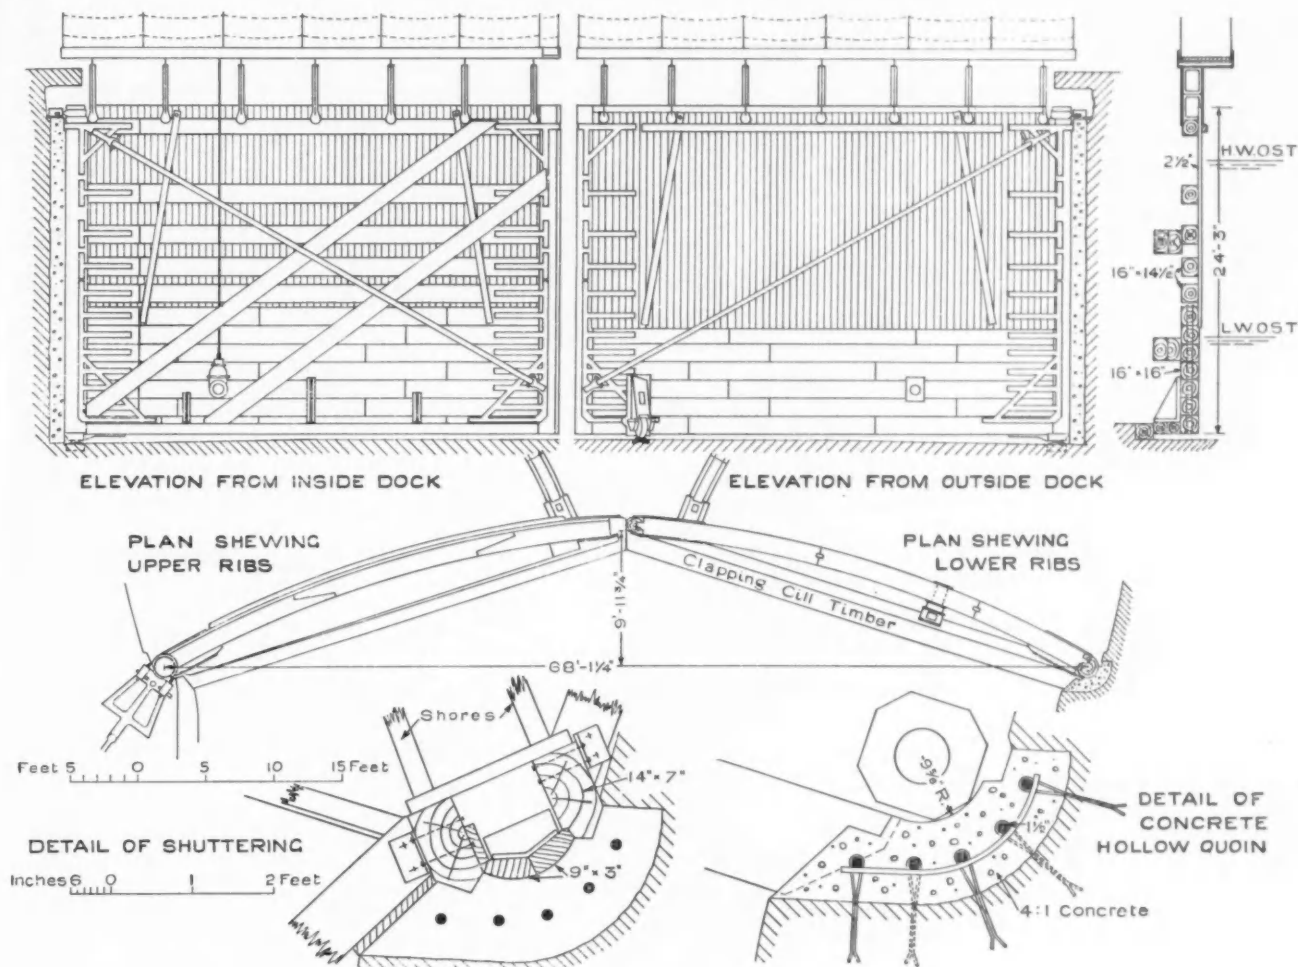 H.W.O.S.T
2½"
24'-3"
16" × 14½"
L.W.O.S.T
16" × 16"
ELEVATION FROM INSIDE DOCK
ELEVATION FROM OUTSIDE DOCK
PLAN SHEWING
UPPER RIBS
PLAN SHEWING
LOWER RIBS
Clapping Cill Timber
9'-11¾"
68'-1¼"
Shores
Feet 5 0 5 10 15 Feet
14" × 7"
DETAIL OF SHUTTERING
Inches 6 0 1 2 Feet
9" × 3"
9⅝" R.
1½"
DETAIL OF
CONCRETE
HOLLOW QUOIN
4:1 Concrete